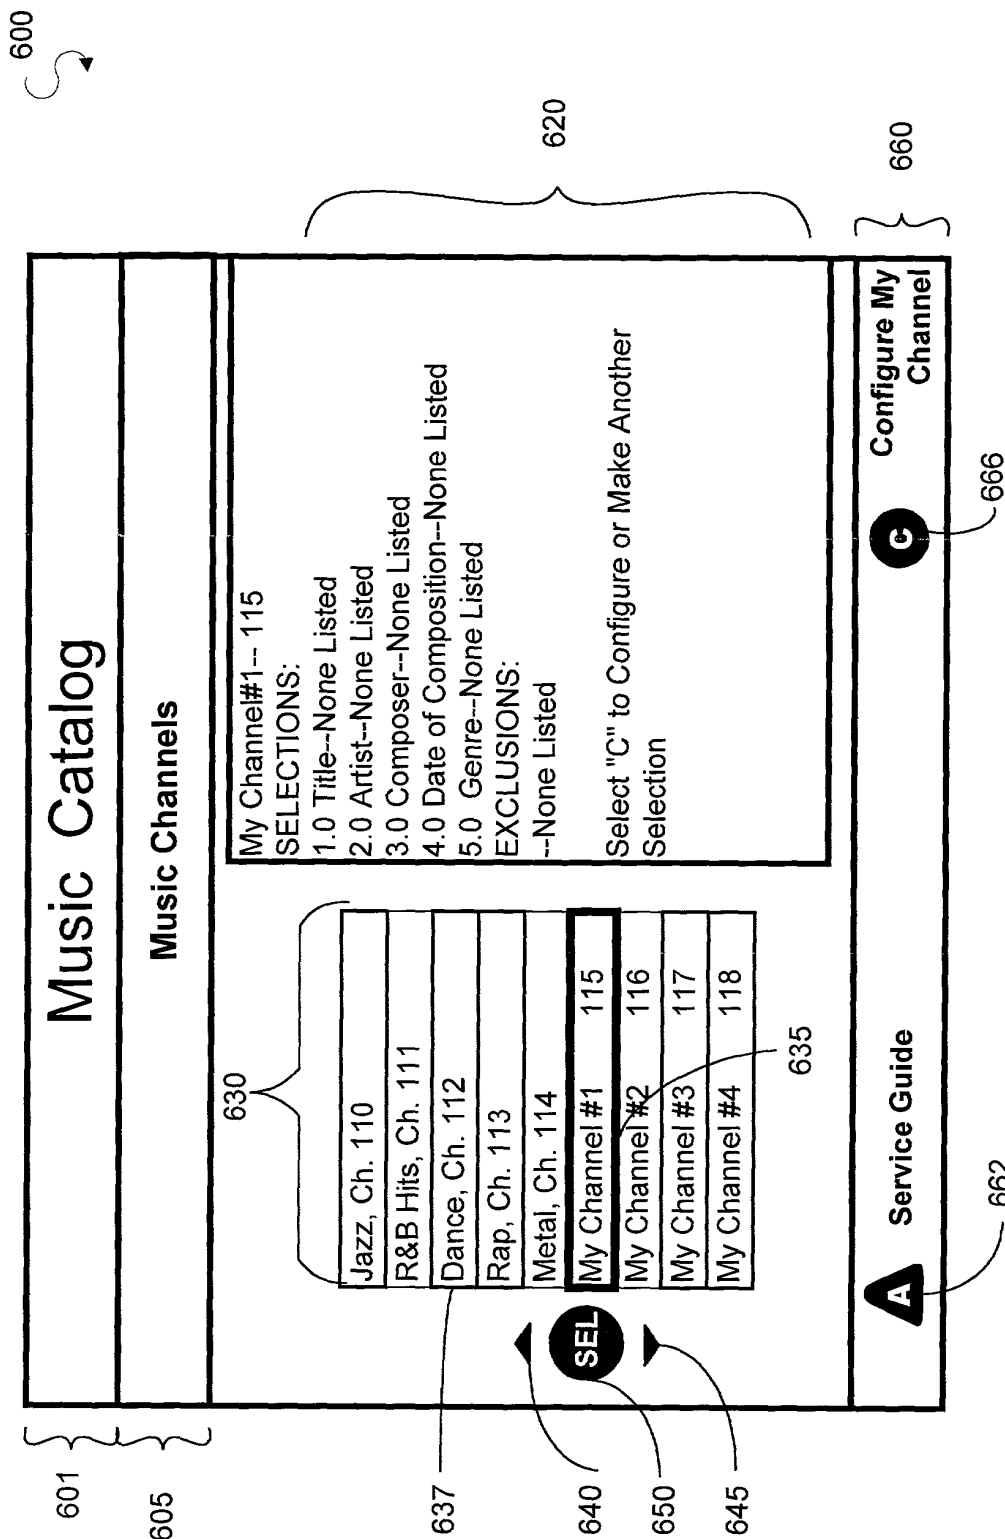 600
Music Catalog
601
Music Channels
605
630
Jazz, Ch. 110
R&B Hits, Ch. 111
Dance, Ch. 112
Rap, Ch. 113
Metal, Ch. 114
My Channel #1 115
My Channel #2 116
My Channel #3 117
My Channel #4 118
637
640
SEL
650
645
635
My Channel#1-- 115
SELECTIONS:
1.0 Title--None Listed
2.0 Artist--None Listed
3.0 Composer--None Listed
4.0 Date of Composition--None Listed
5.0 Genre--None Listed
EXCLUSIONS:
--None Listed
Select "C" to Configure or Make Another
Selection
620
A
Service Guide
C
Configure My
Channel
660
662
666